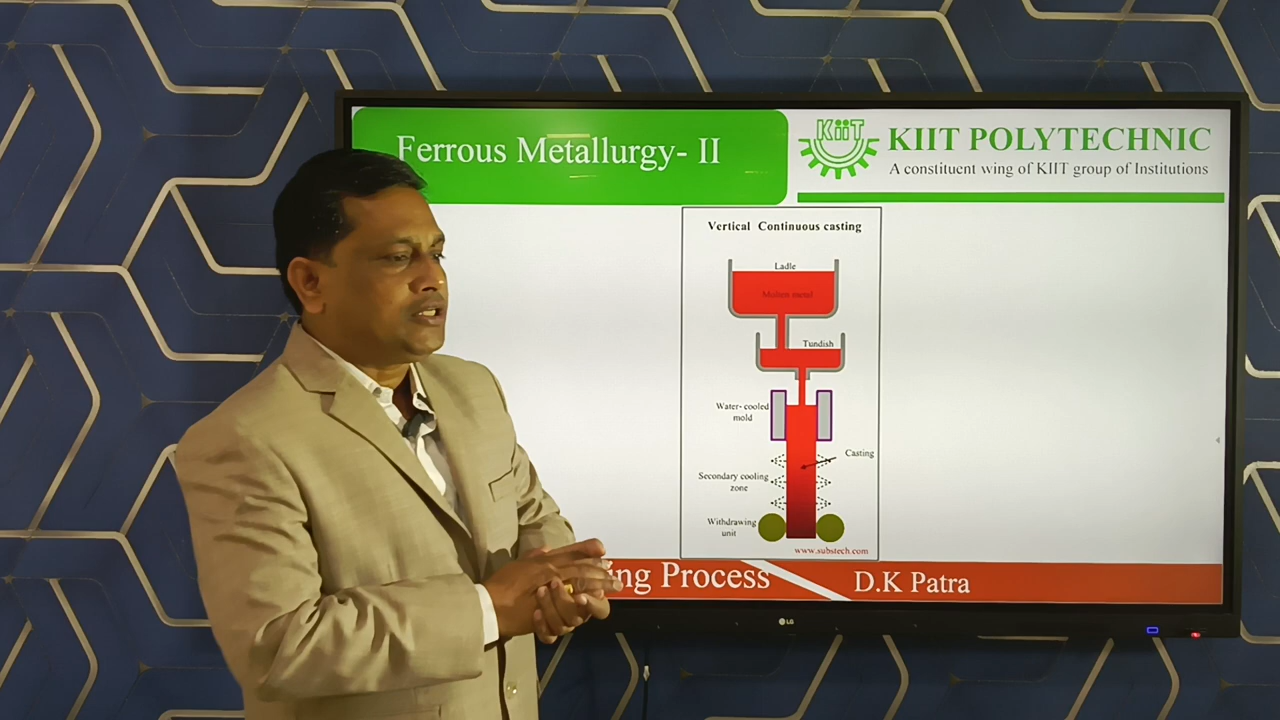 Ferrous Metallurgy- II
KIIT
KIIT POLYTECHNIC
A constituent wing of KIIT group of Institutions
Vertical Continuous casting
Ladle
Molten metal
Tundish
Water- cooled
mold
Casting
Secondary cooling
zone
Withdrawing
unit
www.substech.com
ing Process
D.K Patra
LG